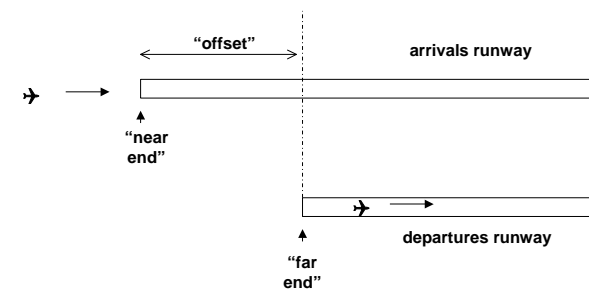 “offset”
arrivals runway
“near
end”
departures runway
“far
end”